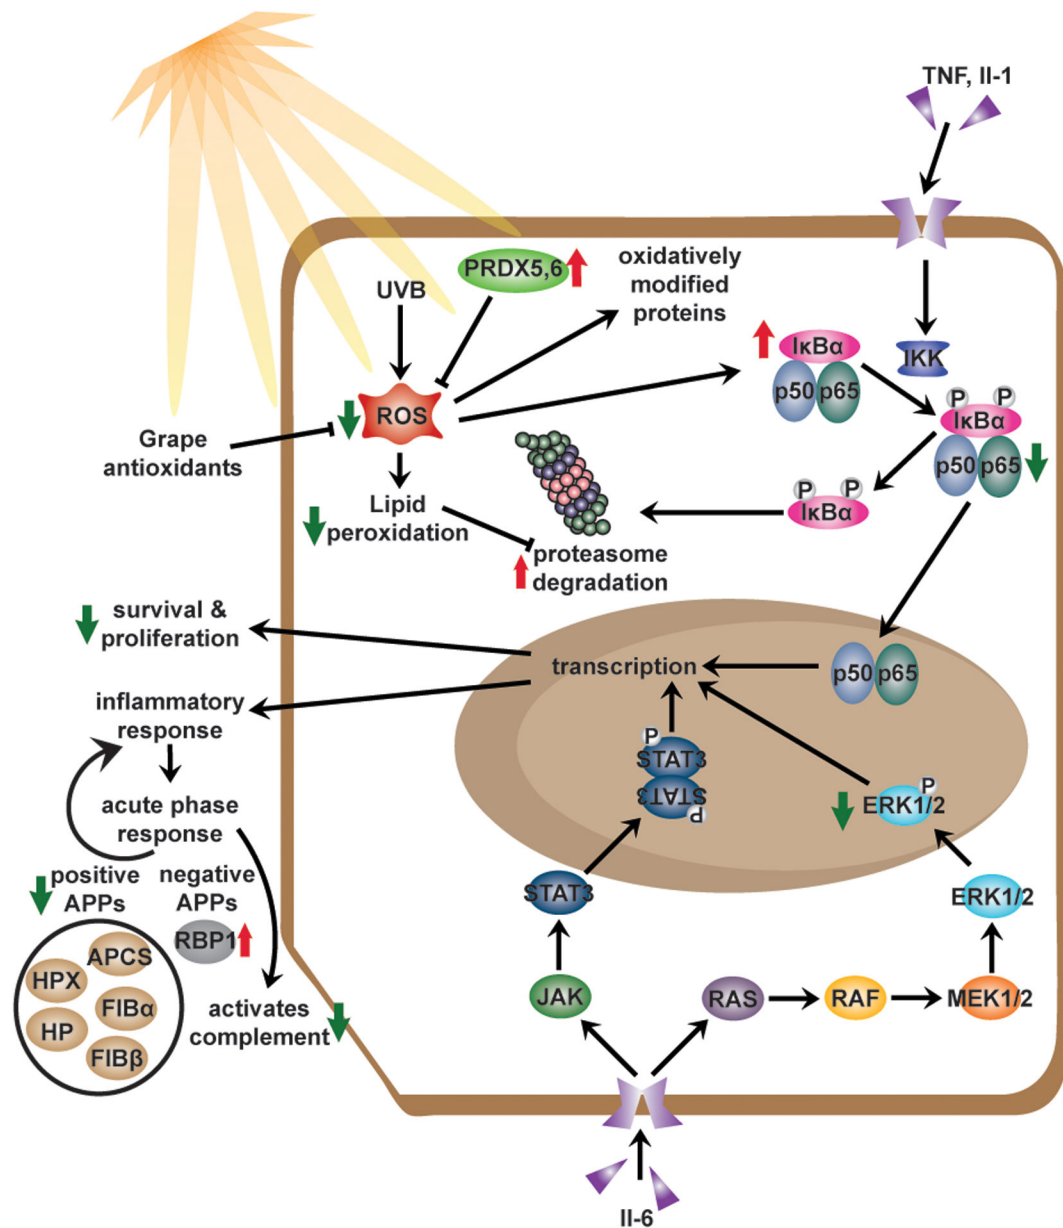 TNF, Il-1
PRDX5,6
oxidatively
modified
proteins
UVB
IκBα
p50
p65
IKK
P
P
IκBα
p50
p65
ROS
Grape
antioxidants
Lipid
peroxidation
P
P
IκBα
proteasome
degradation
survival &
proliferation
transcription
p50
p65
inflammatory
response
P
STAT3
STAT3
P
P
ERK1/2
acute phase
response
positive
APPs
negative
APPs
RBP1
STAT3
ERK1/2
APCS
HPX
FIBα
HP
FIBβ
activates
complement
JAK
RAS
RAF
MEK1/2
Il-6